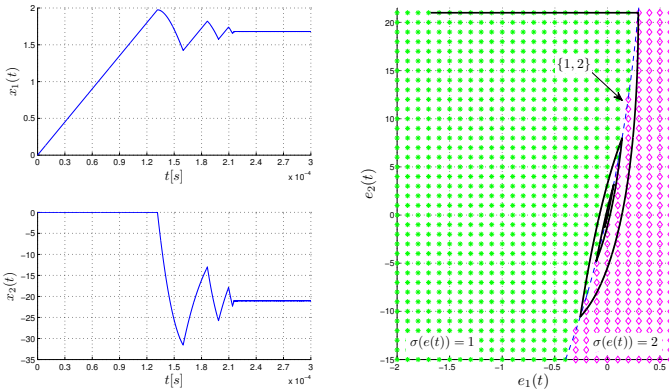 2
1.5
1
0.5
0
x₁(t)
0 0.3 0.6 0.9 1.2 1.5 1.8 2.1 2.4 2.7 3
t[s]
x 10⁻⁴
0
−5
−10
−15
−20
−25
−30
−35
x₂(t)
0 0.3 0.6 0.9 1.2 1.5 1.8 2.1 2.4 2.7 3
t[s]
x 10⁻⁴
20
15
10
5
0
−5
−10
−15
e₂(t)
{1, 2}
σ(e(t)) = 1
σ(e(t)) = 2
−2 −1.5 −1 −0.5 0 0.5
e₁(t)